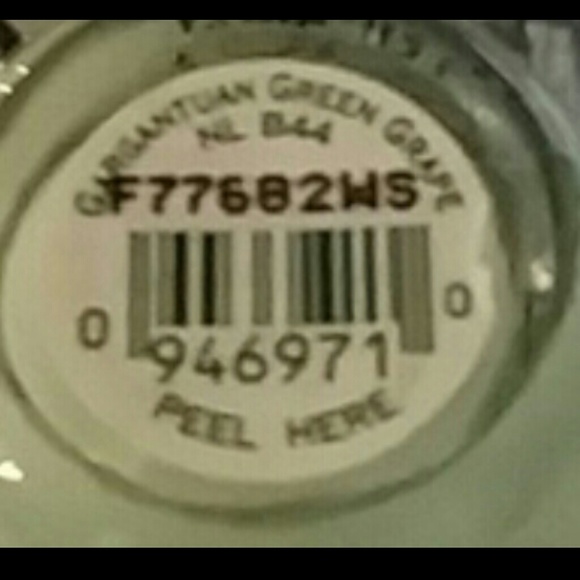 GARGANTUAN GREEN GRAPE
NL B44
F77682WS
0 946971 0
PEEL HERE